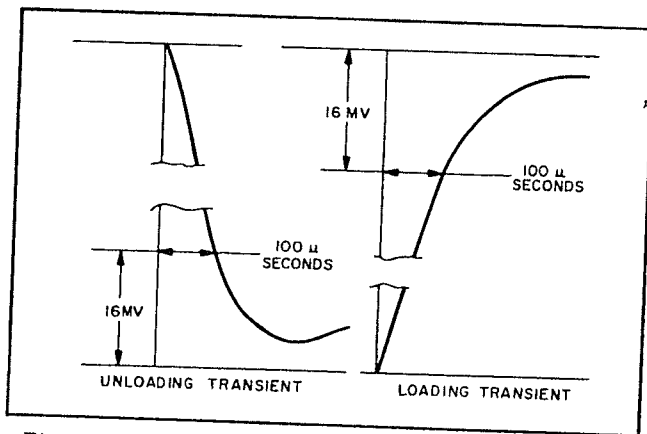 16 MV
100 μ
SECONDS
16MV
100 μ
SECONDS
UNLOADING TRANSIENT
LOADING TRANSIENT